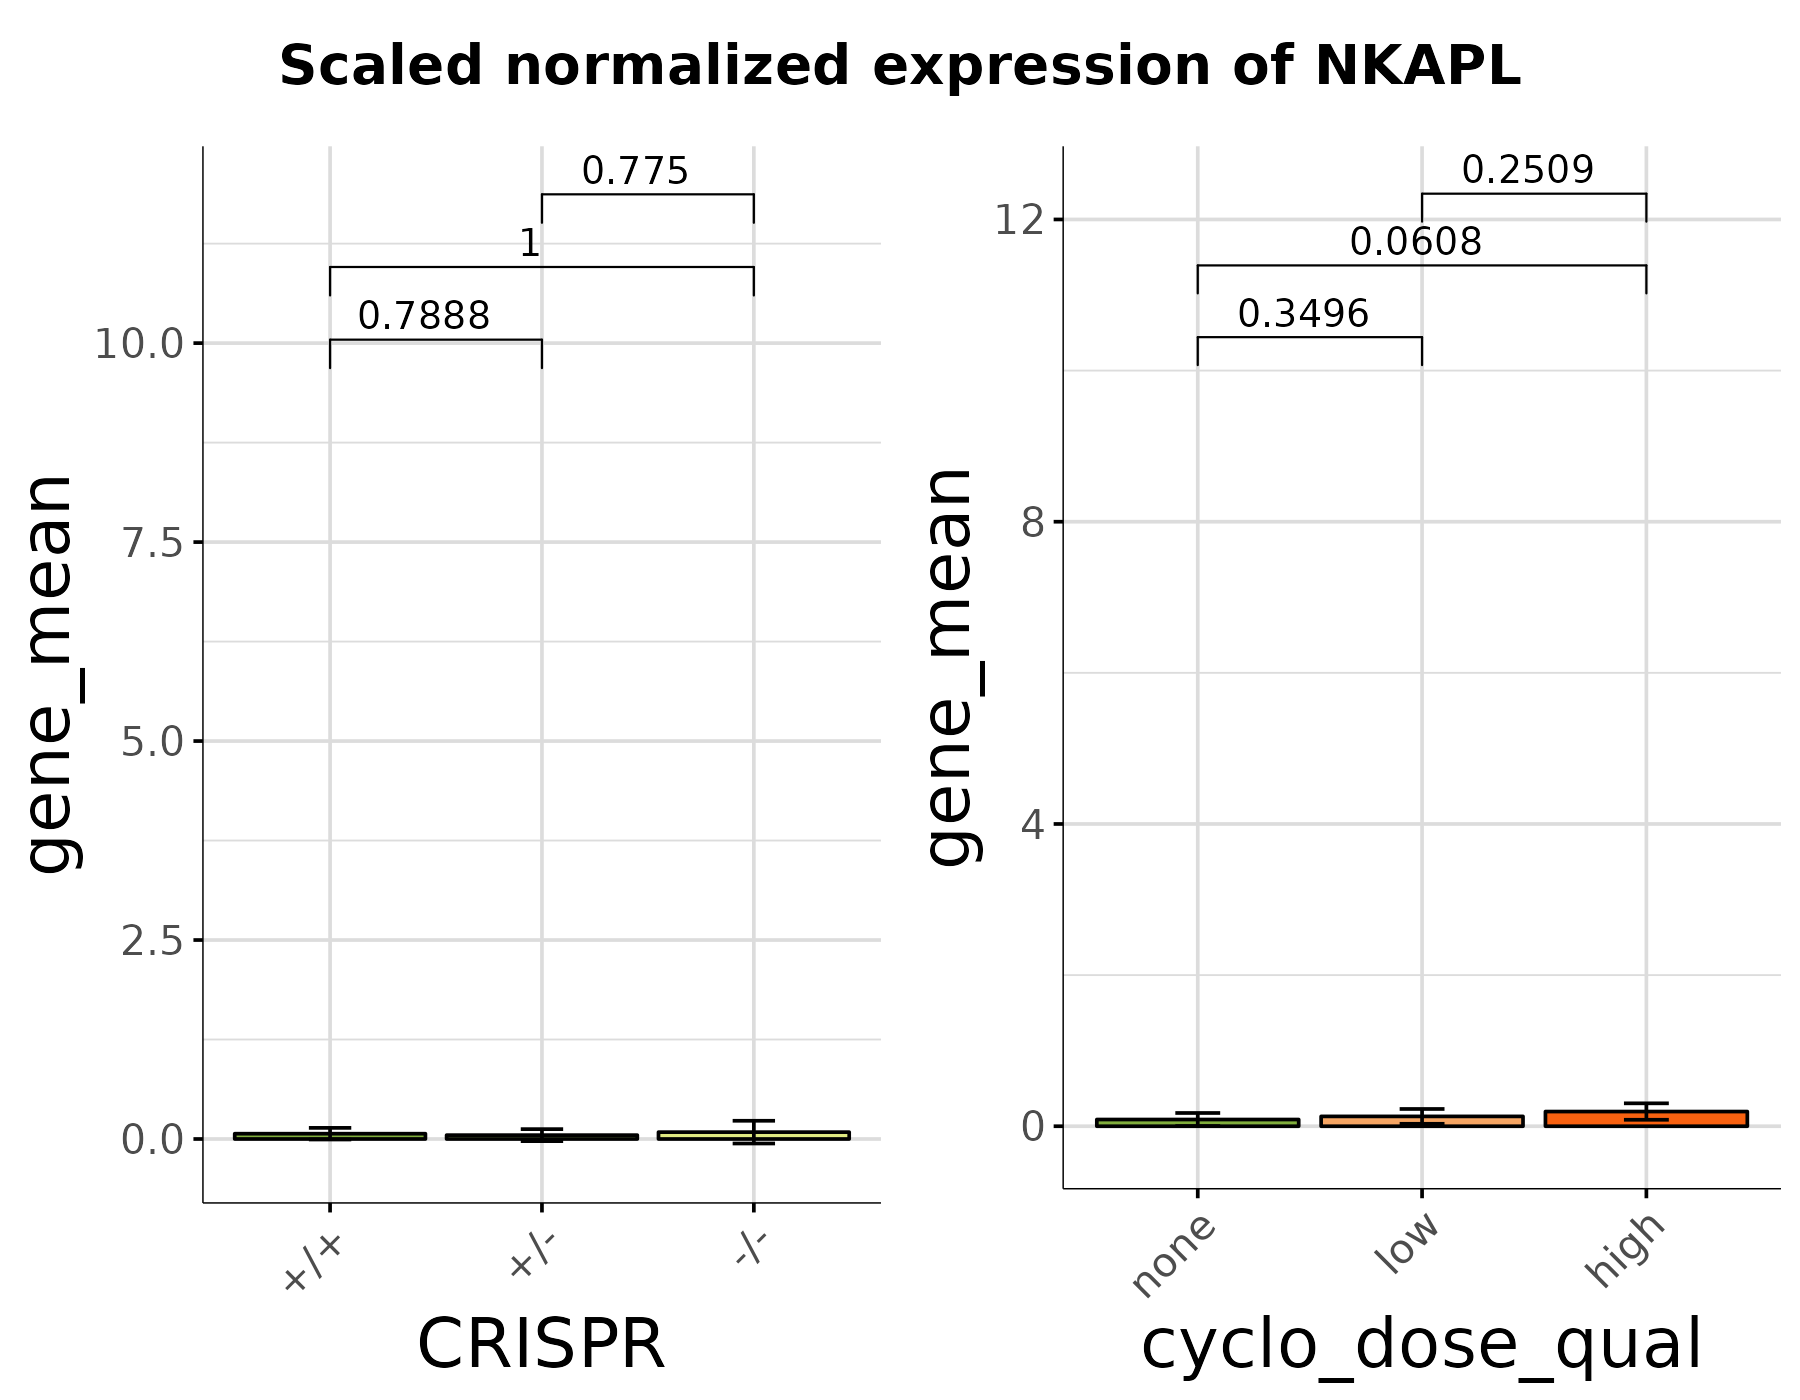 Scaled normalized expression of NKAPL
0.775
1
0.7888
10.0
7.5
5.0
2.5
0.0
gene_mean
+/+
+/-
-/-
CRISPR
0.2509
12
0.0608
0.3496
8
4
0
gene_mean
none
low
high
cyclo_dose_qual